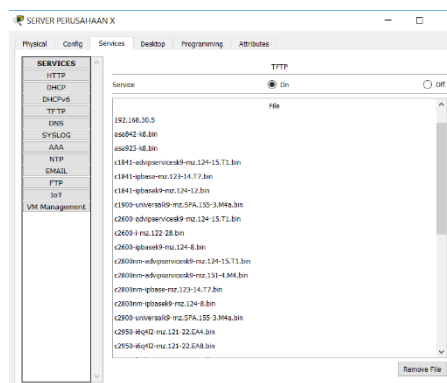 SERVER PERUSAHAAN X
Physical Config Services Desktop Programming Attributes
SERVICES
HTTP
DHCP
DHCPv6
TFTP
DNS
SYSLOG
AAA
NTP
EMAIL
FTP
IoT
VM Management
TFTP
Service On Off
File
192.168.30.5
asa842-k8.bin
asa923-k8.bin
c1841-advipservicesk9-mz.124-15.T1.bin
c1841-ipbase-mz.123-14.T7.bin
c1841-ipbasek9-mz.124-12.bin
c1900-universalk9-mz.SPA.155-3.M4a.bin
c2600-advipservicesk9-mz.124-15.T1.bin
c2600-i-mz.122-28.bin
c2600-ipbasek9-mz.124-8.bin
c2800nm-advipservicesk9-mz.124-15.T1.bin
c2800nm-advipservicesk9-mz.151-4.M4.bin
c2800nm-ipbase-mz.123-14.T7.bin
c2800nm-ipbasek9-mz.124-8.bin
c2900-universalk9-mz.SPA.155-3.M4a.bin
c2950-i6q4l2-mz.121-22.EA4.bin
c2950-i6q4l2-mz.121-22.EA8.bin
Remove File